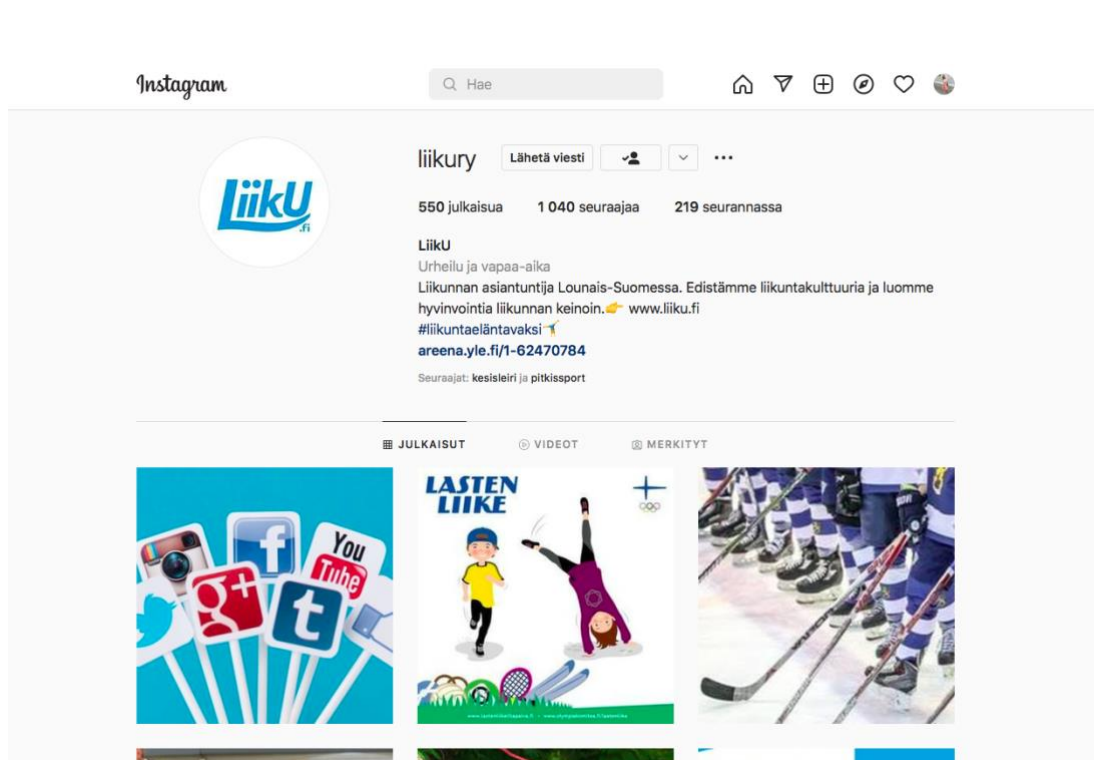 Instagram
Hae
LiikU
.fi
liikury
Lähetä viesti
550 julkaisua 1 040 seuraajaa 219 seurannassa
LiikU
Urheilu ja vapaa-aika
Liikunnan asiantuntija Lounais-Suomessa. Edistämme liikuntakulttuuria ja luomme
hyvinvointia liikunnan keinoin.👉 www.liiku.fi
#liikuntaeläntavaksi🤸
areena.yle.fi/1-62470784
Seuraajat: kesisleiri ja pitkissport
JULKAISUT VIDEOT MERKITYT
f
You
Tube
g+
t
LASTEN
LIIKE